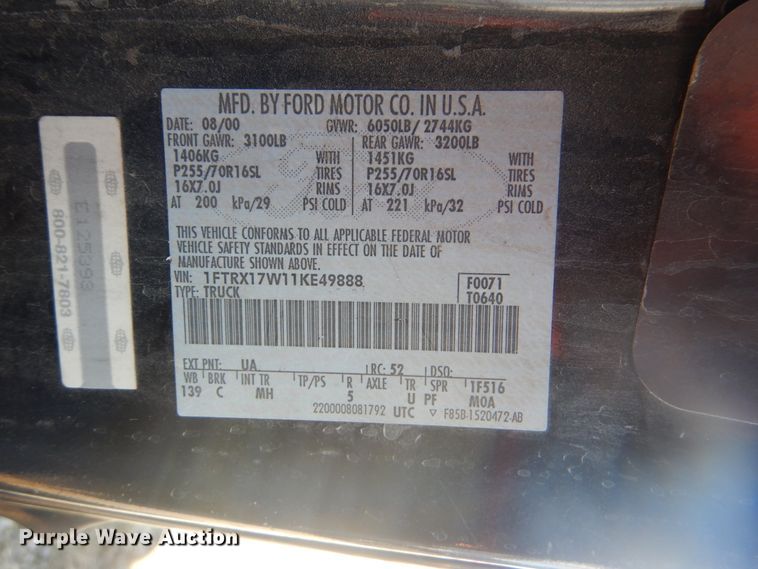 MFD. BY FORD MOTOR CO. IN U.S.A.
DATE: 08/00 GVWR: 6050LB/ 2744KG
FRONT GAWR: 3100LB REAR GAWR: 3200LB
1406KG WITH 1451KG WITH
P255/70R16SL TIRES P255/70R16SL TIRES
16X7.0J RIMS 16X7.0J RIMS
AT 200 kPa/29 PSI COLD AT 221 kPa/32 PSI COLD
THIS VEHICLE CONFORMS TO ALL APPLICABLE FEDERAL MOTOR
VEHICLE SAFETY STANDARDS IN EFFECT ON THE DATE OF
MANUFACTURE SHOWN ABOVE.
VIN: 1FTRX17W11KE49888
TYPE: TRUCK
F0071
T0640
EXT PNT: UA RC: 52 DSO:
WB BRK INT TR TP/PS R AXLE TR SPR 1F516
139 C MH 5 U PF M0A
2200008081792 UTC ▽ F85B-1520472-AB
E125393
800-821-7803
Purple Wave Auction